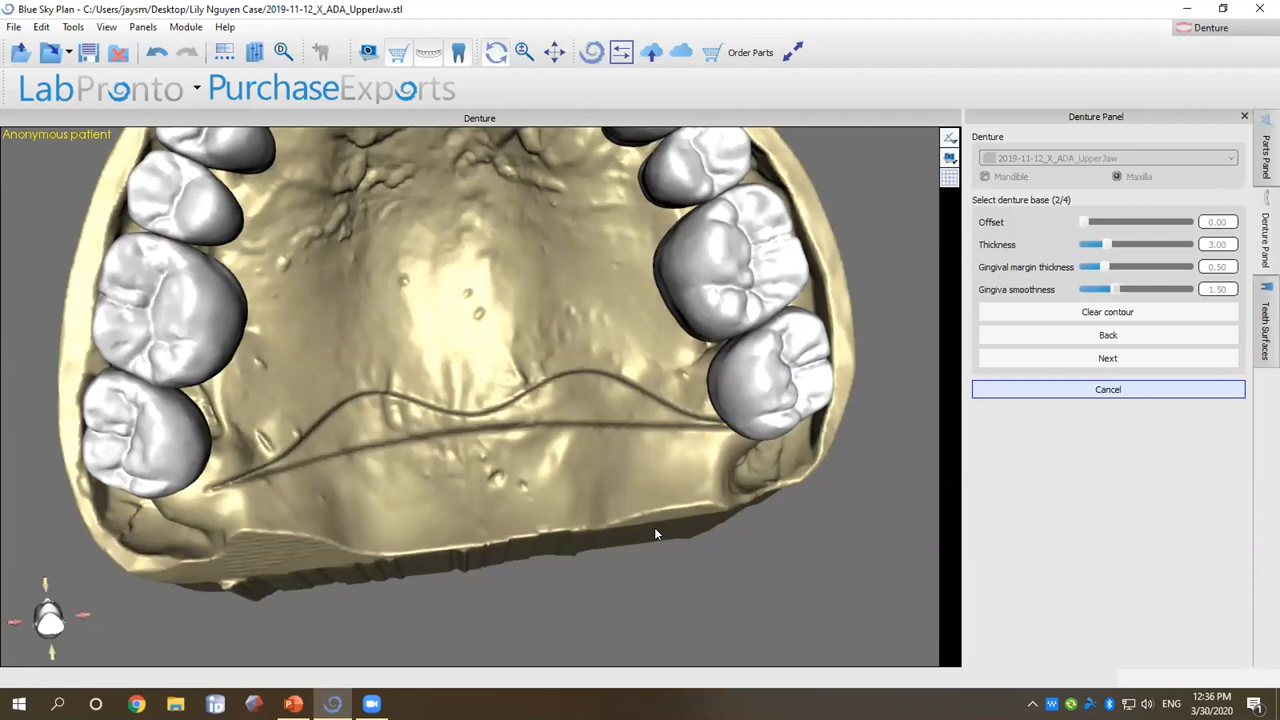 Blue Sky Plan - C:/Users/jaysm/Desktop/Lily Nguyen Case/2019-11-12_X_ADA_UpperJaw.stl
File Edit Tools View Panels Module Help
Denture
Order Parts
LabPronto PurchaseExports
Denture
Anonymous patient
Denture Panel
Denture
2019-11-12_X_ADA_UpperJaw
Mandible Maxilla
Select denture base (2/4)
Offset 0.00
Thickness 3.00
Gingival margin thickness 0.50
Gingiva smoothness 1.50
Clear contour
Back
Next
Cancel
Parts Panel
Denture Panel
Teeth Surfaces
ENG
12:36 PM
3/30/2020
1